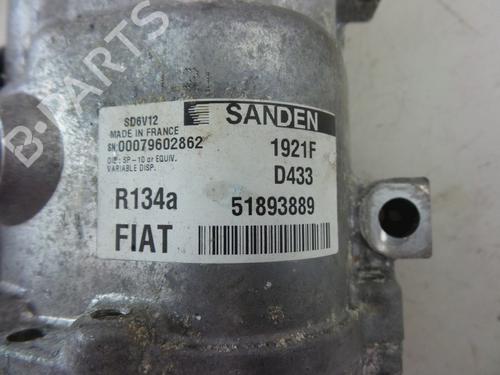 SD6V12
MADE IN FRANCE
SN:00079602862
OIL: SP-10 or EQUIV.
VARIABLE DISP.
R134a
FIAT
SANDEN
1921F
D433
51893889
B-PARTS